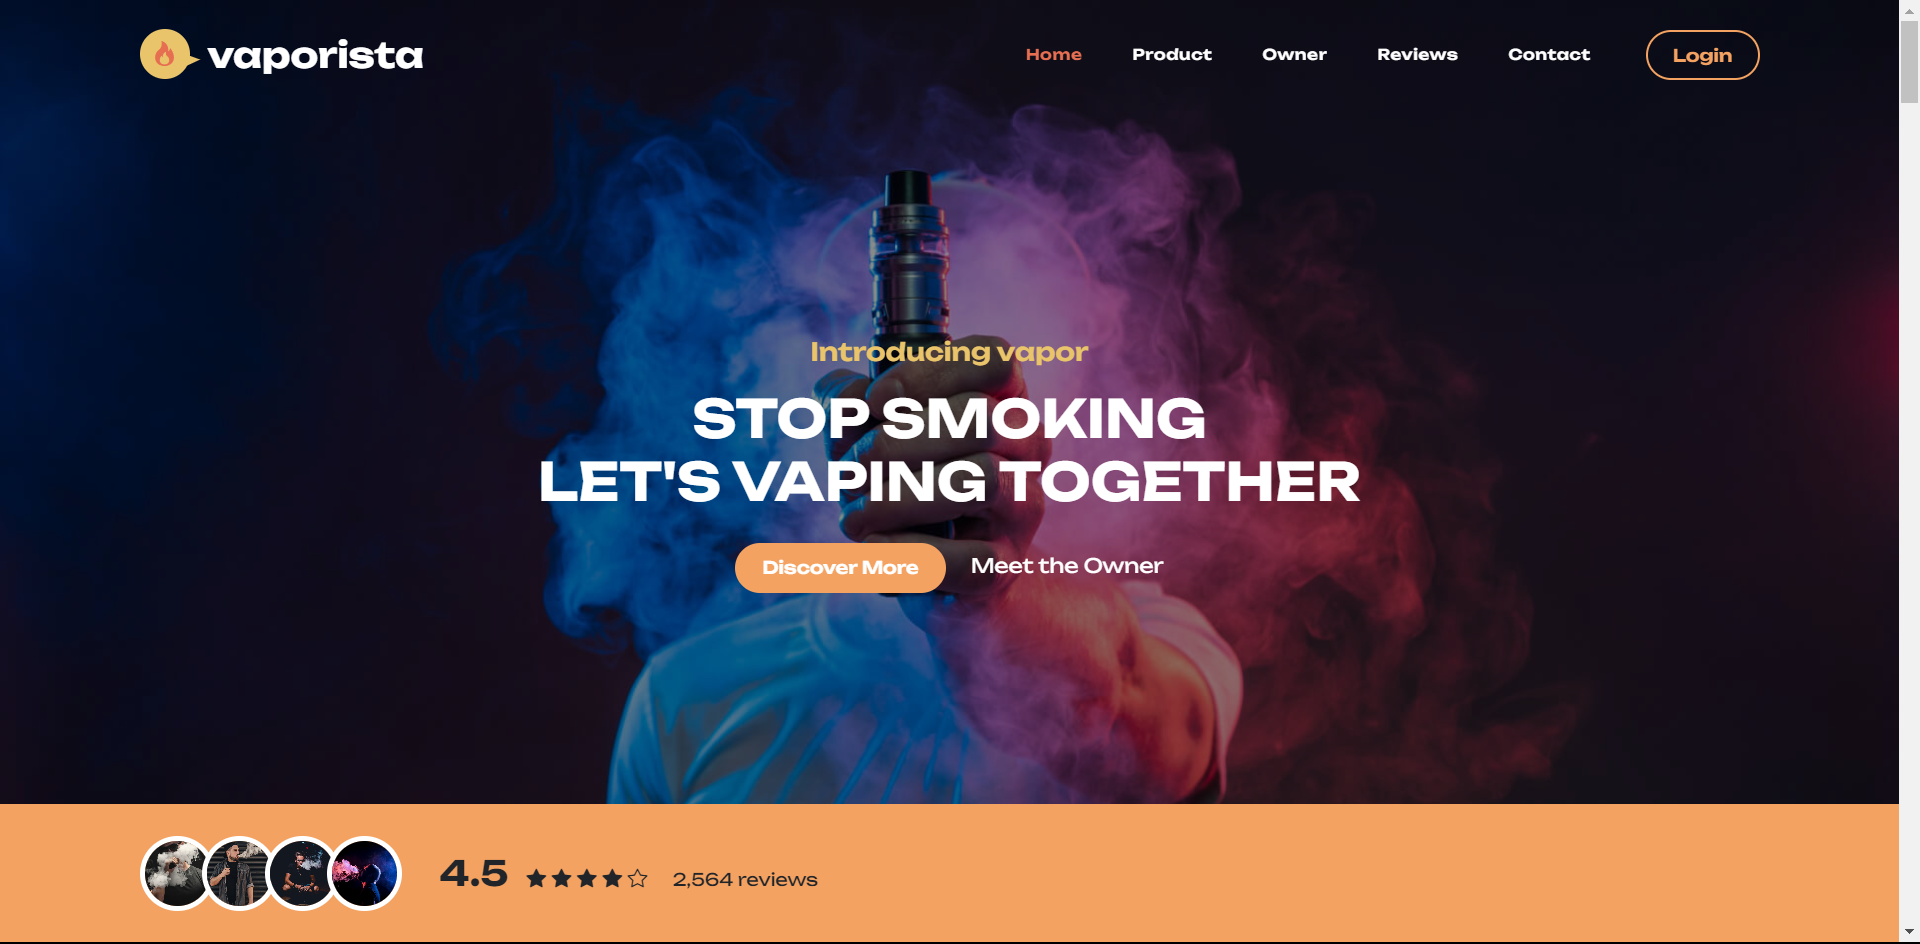 vaporista
Home Product Owner Reviews Contact Login
Introducing vapor
STOP SMOKING
LET'S VAPING TOGETHER
Discover More Meet the Owner
4.5 2,564 reviews